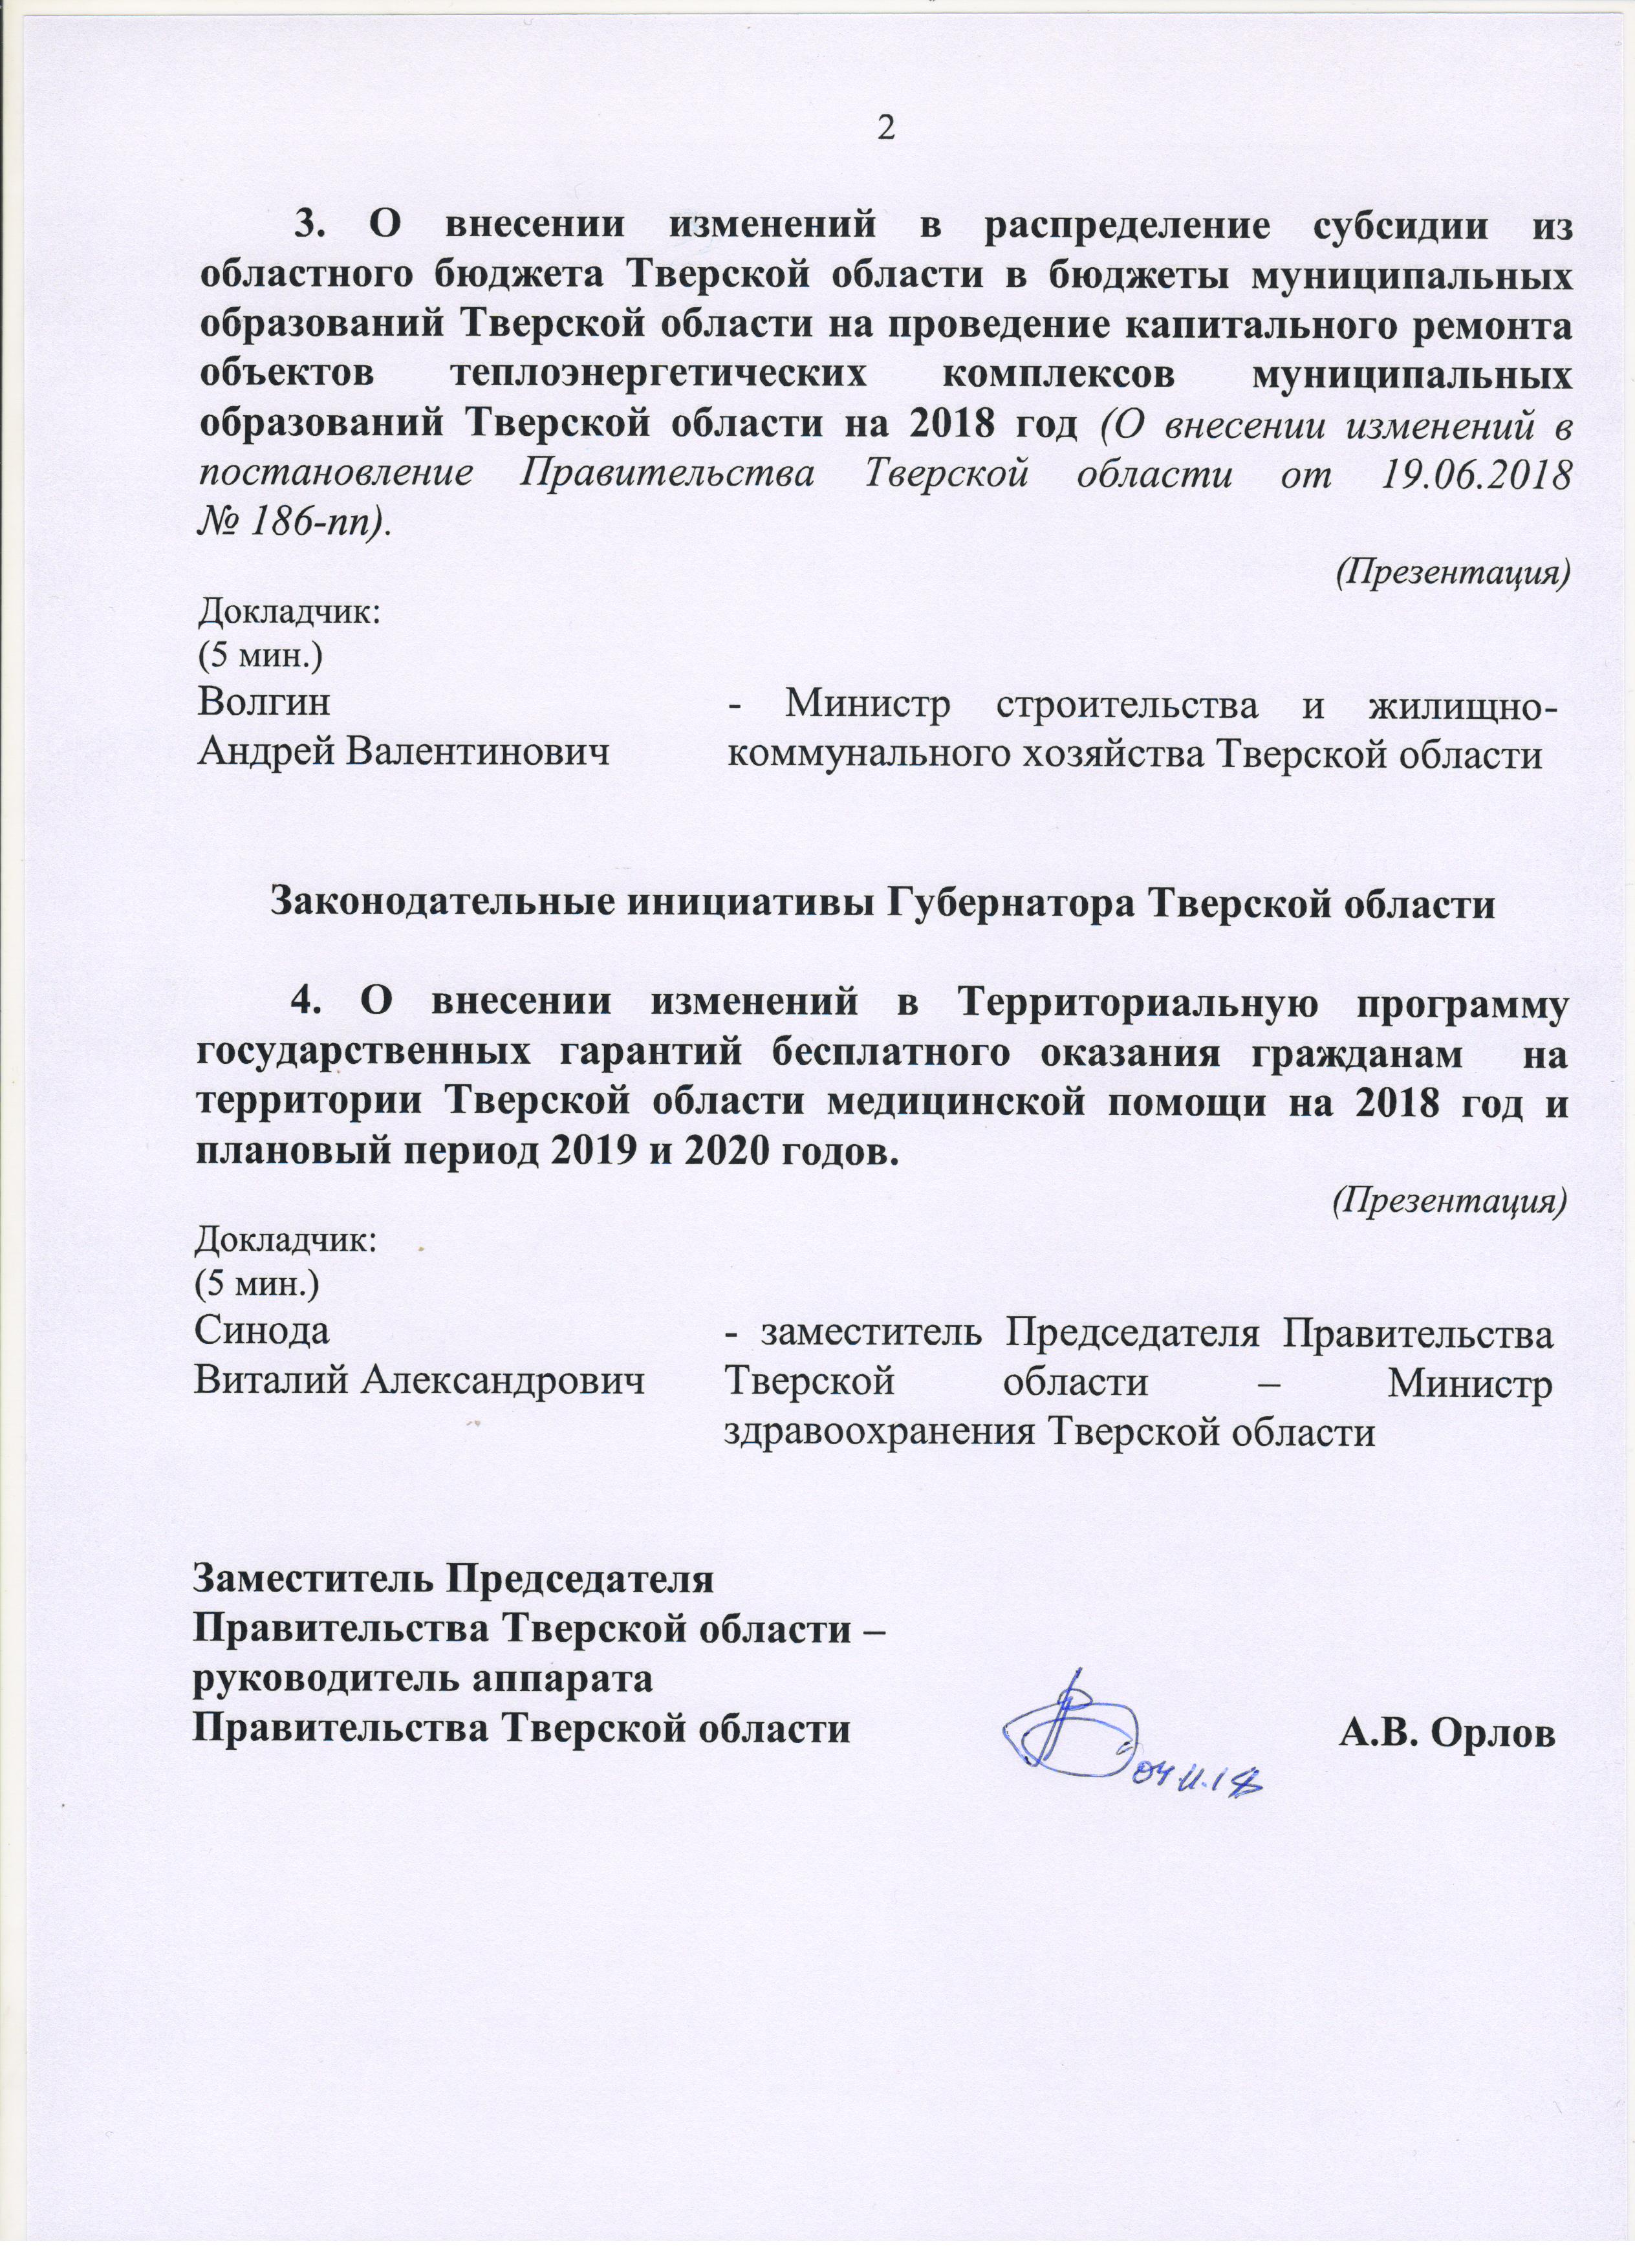 2
3. О внесении изменений в распределение субсидии из
областного бюджета Тверской области в бюджеты муниципальных
образований Тверской области на проведение капитального ремонта
объектов теплоэнергетических комплексов муниципальных
образований Тверской области на 2018 год (О внесении изменений в
постановление Правительства Тверской области от 19.06.2018
№ 186-пп).
(Презентация)
Докладчик:
(5 мин.)
Волгин - Министр строительства и жилищно-
Андрей Валентинович коммунального хозяйства Тверской области
Законодательные инициативы Губернатора Тверской области
4. О внесении изменений в Территориальную программу
государственных гарантий бесплатного оказания гражданам на
территории Тверской области медицинской помощи на 2018 год и
плановый период 2019 и 2020 годов.
(Презентация)
Докладчик:
(5 мин.)
Синода - заместитель Председателя Правительства
Виталий Александрович Тверской области – Министр
здравоохранения Тверской области
Заместитель Председателя
Правительства Тверской области –
руководитель аппарата
Правительства Тверской области А.В. Орлов
04.11.18